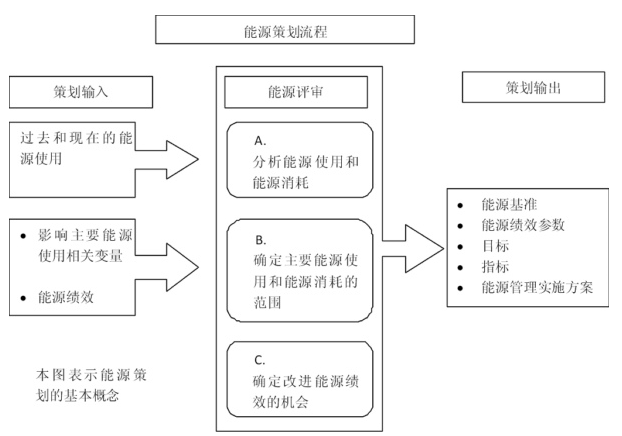 能源策划流程
策划输入
过去和现在的能
源使用
● 影响主要能源
使用相关变量
● 能源绩效
本图表示能源策
划的基本概念
能源评审
A.
分析能源使用和
能源消耗
B.
确定主要能源使
用和能源消耗的
范围
C.
确定改进能源绩
效的机会
策划输出
● 能源基准
● 能源绩效参数
● 目标
● 指标
● 能源管理实施方案